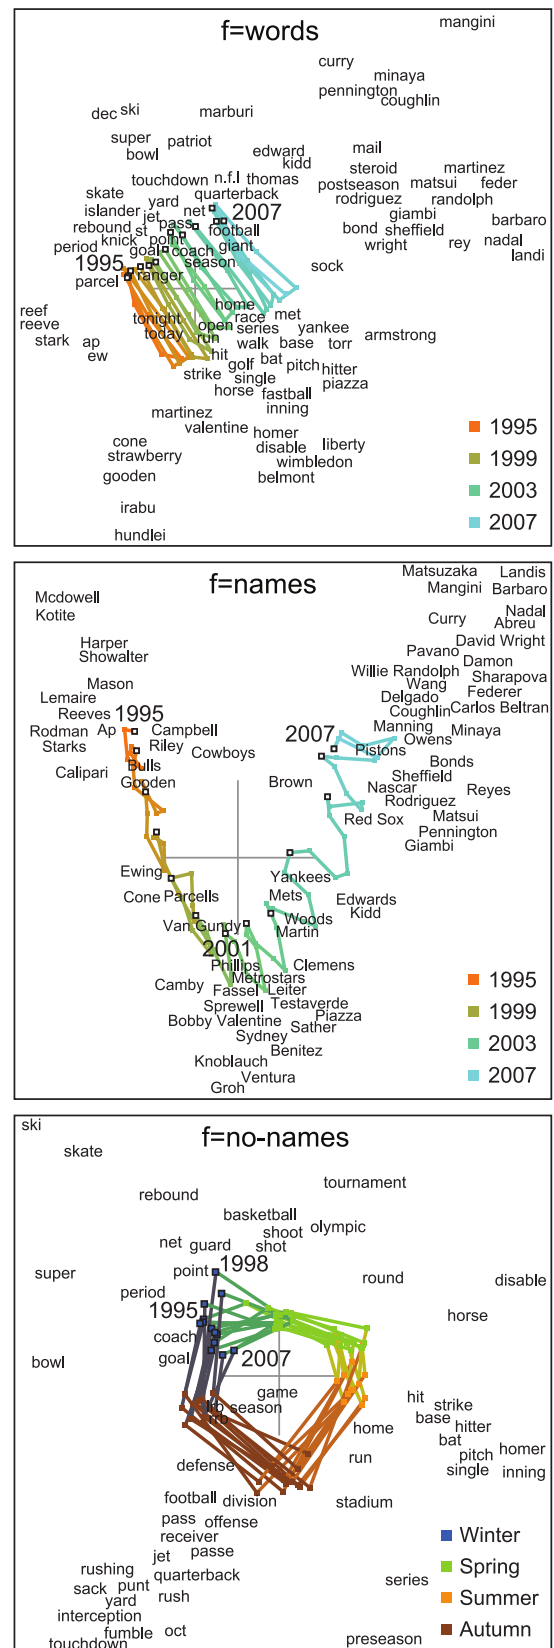 f=words
mangini
curry
minaya
pennington
coughlin
dec ski
marburi
super
patriot
bowl
mail
edward
kidd
steroid
martinez
touchdown n.f.l thomas
postseason matsui feder
skate
quarterback
rodriguez
randolph
yard
islander
net
2007
giambi
barbaro
jet
pass
rebound st
football
bond sheffield
knick point
giant
wright
rey
nadal
period
goal coach
landi
1995
season
sock
parcel
ranger
reef
home
reeve
tonight
race met
stark
today
open series
yankee
armstrong
ap
run
walk base torr
ew
hit
golf bat pitch hitter
strike
single
piazza
horse fastball
inning
martinez
valentine
homer
cone
disable liberty
strawberry
wimbledon
gooden
belmont
irabu
hundlei
1995
1999
2003
2007
f=names
Matsuzaka
Landis
Mangini Barbaro
Mcdowell
Kotite
Nadal
Curry
Abreu
Harper
David Wright
Showalter
Pavano
Damon
Willie Randolph
Sharapova
Mason
Wang
Federer
Lemaire
Delgado
Carlos Beltran
Reeves 1995
Coughlin
Rodman Ap
Campbell
Manning
Minaya
Starks
Riley
2007
Owens
Cowboys
Pistons
Bulls
Bonds
Calipari
Sheffield
Gooden
Brown
Nascar
Reyes
Rodriguez
Red Sox
Matsui
Pennington
Giambi
Ewing
Yankees
Cone Parcells
Mets
Edwards
Kidd
Van Gundy
Woods
Martin
2001
Phillips
Clemens
Metrostars
Camby
Fassel Leiter
Sprewell Testaverde
Piazza
Bobby Valentine
Sather
Sydney
Benitez
Knoblauch
Ventura
Groh
1995
1999
2003
2007
ski
f=no-names
skate
tournament
rebound
basketball
shoot olympic
net guard shot
super
point
1998
round
disable
period
1995
horse
coach
goal
2007
bowl
game
season
hit
strike
base
home
hitter
bat
run
pitch homer
defense
single
inning
football division
stadium
pass offense
receiver
jet passe
rushing
quarterback
series
sack punt
yard
rush
interception
fumble oct
touchdown
preseason
Winter
Spring
Summer
Autumn